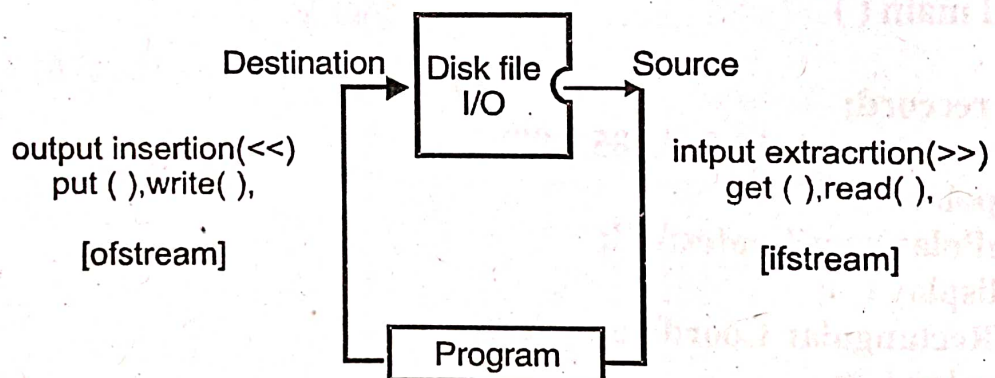 Destination
Disk file
I/O
Source
output insertion(<<)
put ( ),write( ),
[ofstream]
intput extracrtion(>>)
get ( ),read( ),
[ifstream]
Program